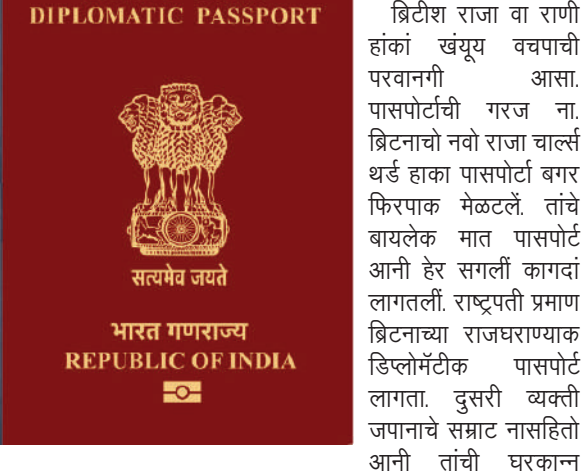 DIPLOMATIC PASSPORT
सत्यमेव जयते
भारत गणराज्य
REPUBLIC OF INDIA
ब्रिटीश राजा वा राणी
हांकां खंयूय वचपाची
परवानगी आसा.
पासपोर्टाची गरज ना.
ब्रिटनाचो नवो राजा चार्ल्स
थर्ड हाका पासपोर्टा बगर
फिरपाक मेळटलें. तांचे
बायलेक मात पासपोर्ट
आनी हेर सगलीं कागदां
लागतलीं. राष्ट्रपती प्रमाण
ब्रिटनाच्या राजघराण्याक
डिप्लोमॅटीक पासपोर्ट
लागता. दुसरी व्यक्ती
जपानाचे सम्राट नासहितो
आनी तांची घरकान्न